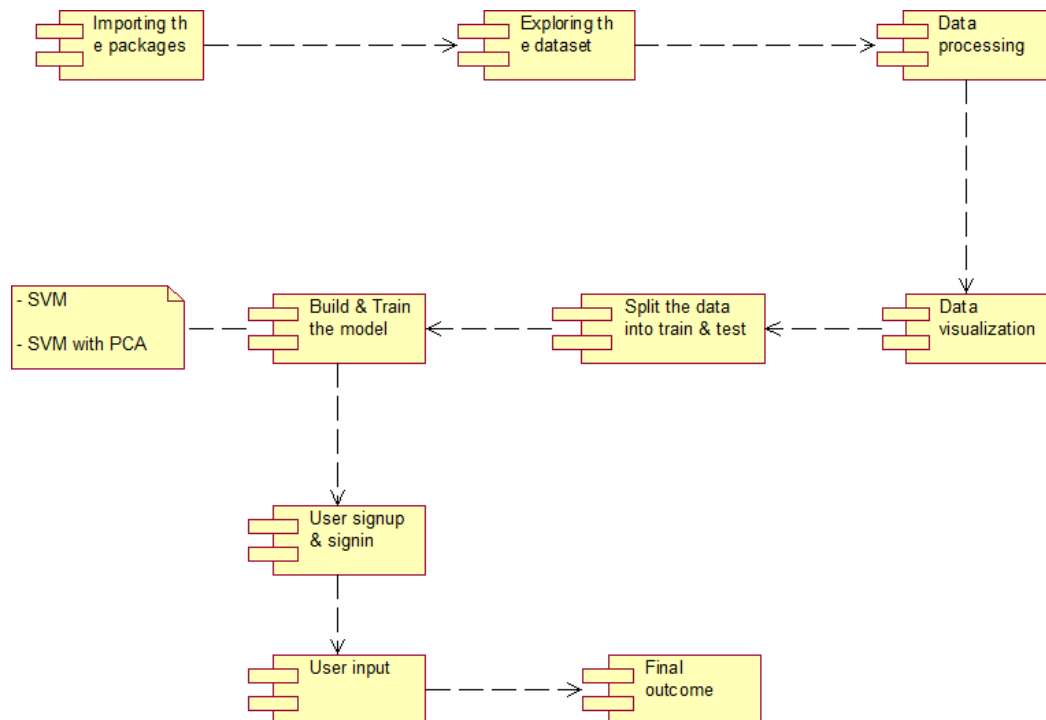 Importing th
e packages
Exploring th
e dataset
Data
processing
- SVM
- SVM with PCA
Build & Train
the model
Split the data
into train & test
Data
visualization
User signup
& signin
User input
Final
outcome